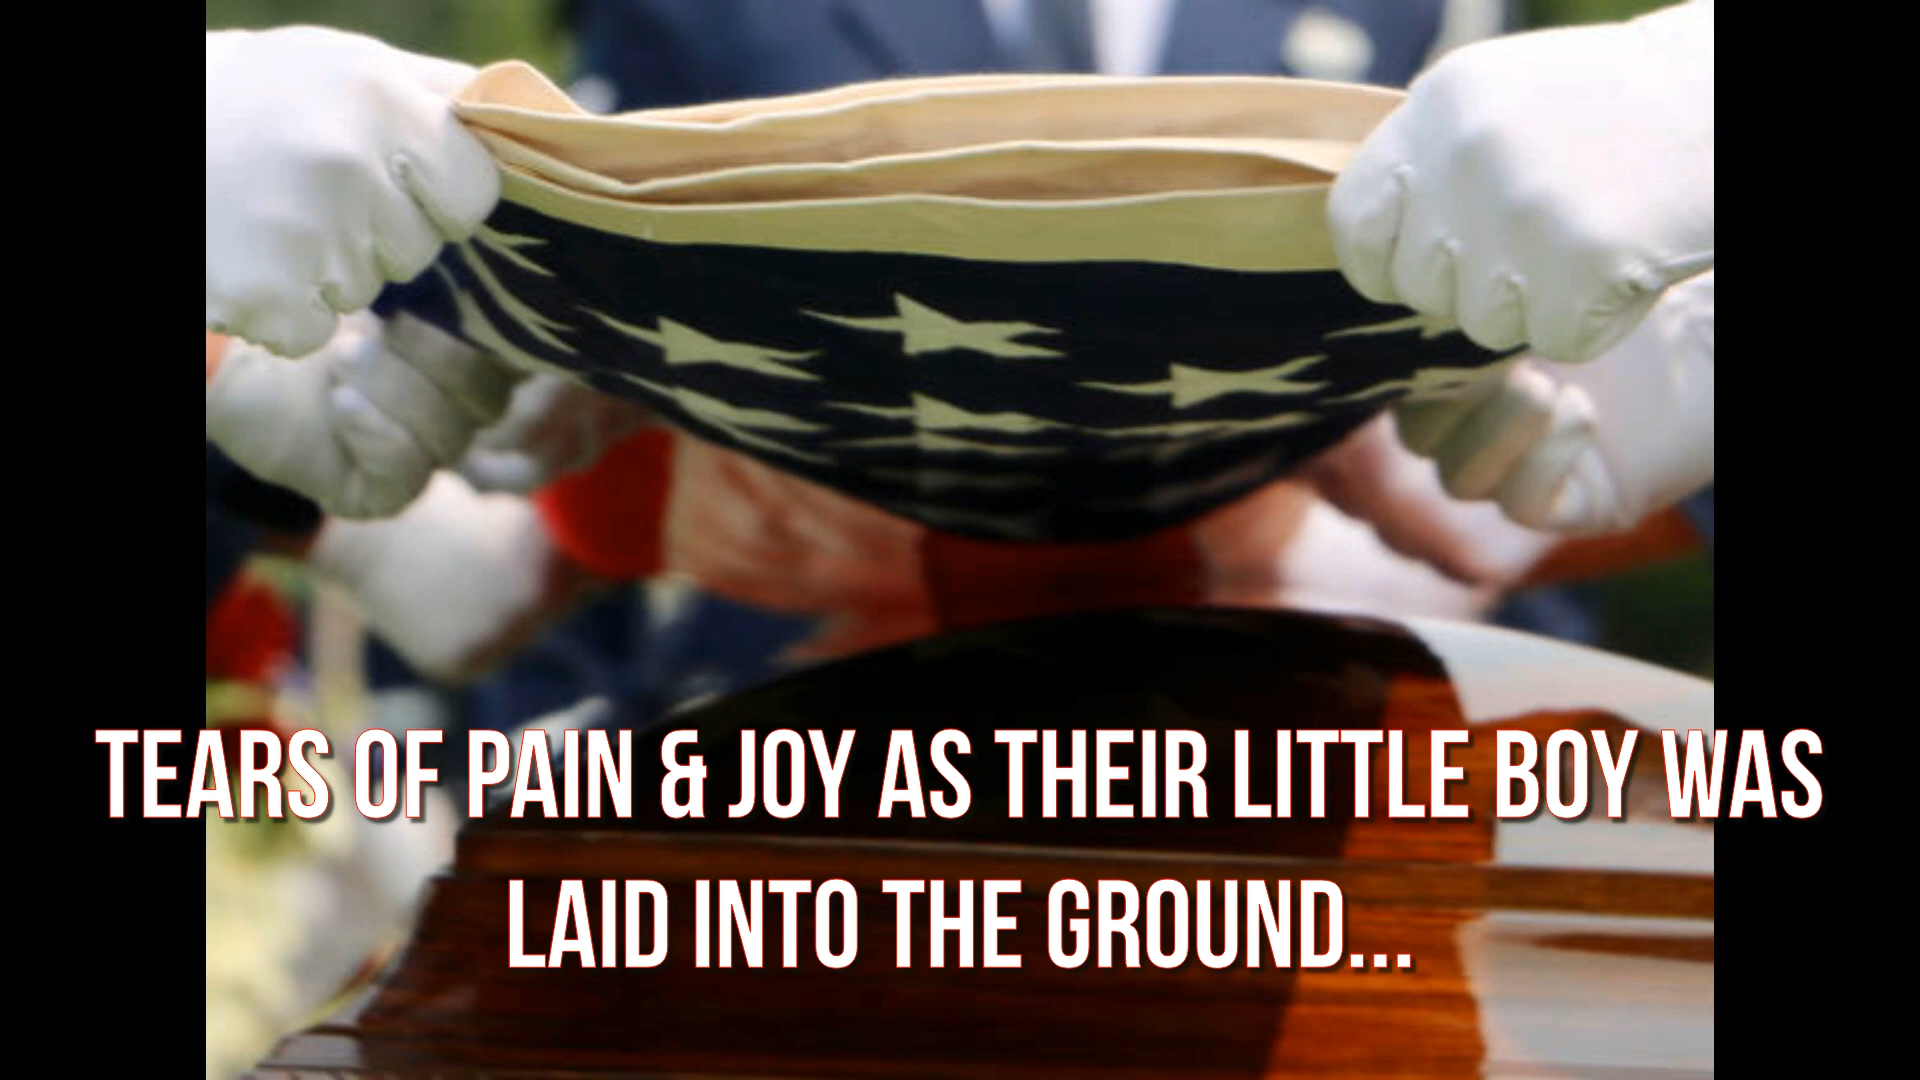 TEARS OF PAIN & JOY AS THEIR LITTLE BOY WAS
LAID INTO THE GROUND...